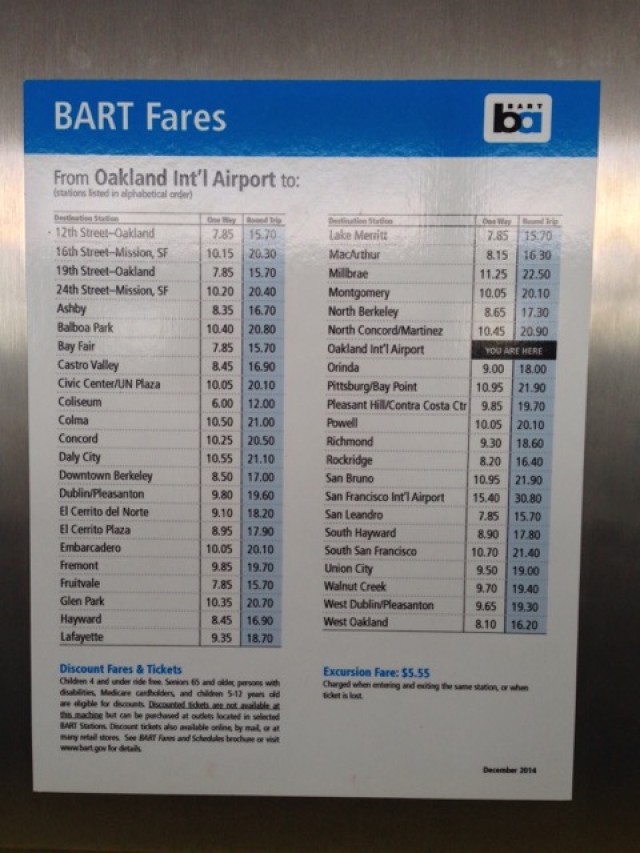 BART Fares
BART
ba
From Oakland Int'l Airport to:
(stations listed in alphabetical order)
Destination Station One Way Round Trip
12th Street–Oakland 7.85 15.70
16th Street–Mission, SF 10.15 20.30
19th Street–Oakland 7.85 15.70
24th Street–Mission, SF 10.20 20.40
Ashby 8.35 16.70
Balboa Park 10.40 20.80
Bay Fair 7.85 15.70
Castro Valley 8.45 16.90
Civic Center/UN Plaza 10.05 20.10
Coliseum 6.00 12.00
Colma 10.50 21.00
Concord 10.25 20.50
Daly City 10.55 21.10
Downtown Berkeley 8.50 17.00
Dublin/Pleasanton 9.80 19.60
El Cerrito del Norte 9.10 18.20
El Cerrito Plaza 8.95 17.90
Embarcadero 10.05 20.10
Fremont 9.85 19.70
Fruitvale 7.85 15.70
Glen Park 10.35 20.70
Hayward 8.45 16.90
Lafayette 9.35 18.70
Destination Station One Way Round Trip
Lake Merritt 7.85 15.70
MacArthur 8.15 16.30
Millbrae 11.25 22.50
Montgomery 10.05 20.10
North Berkeley 8.65 17.30
North Concord/Martinez 10.45 20.90
Oakland Int'l Airport YOU ARE HERE
Orinda 9.00 18.00
Pittsburg/Bay Point 10.95 21.90
Pleasant Hill/Contra Costa Ctr 9.85 19.70
Powell 10.05 20.10
Richmond 9.30 18.60
Rockridge 8.20 16.40
San Bruno 10.95 21.90
San Francisco Int'l Airport 15.40 30.80
San Leandro 7.85 15.70
South Hayward 8.90 17.80
South San Francisco 10.70 21.40
Union City 9.50 19.00
Walnut Creek 9.70 19.40
West Dublin/Pleasanton 9.65 19.30
West Oakland 8.10 16.20
Discount Fares & Tickets
Children 4 and under ride free. Seniors 65 and older, persons with
disabilities, Medicare cardholders, and children 5-12 years old
are eligible for discounts. Discounted tickets are not available at
this machine but can be purchased at outlets located in selected
BART Stations. Discount tickets also available online, by mail, or at
many retail stores. See BART Fares and Schedules brochure or visit
www.bart.gov for details.
Excursion Fare: $5.55
Charged when entering and exiting the same station, or when
ticket is lost.
December 2014